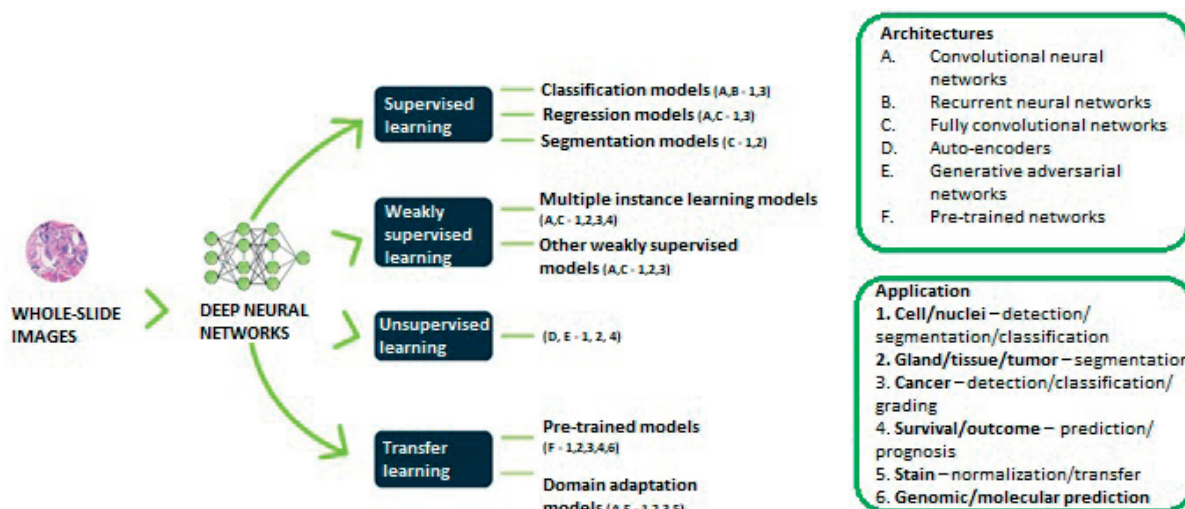 WHOLE-SLIDE
IMAGES
DEEP NEURAL
NETWORKS
Supervised
learning
Classification models (A,B - 1,3)
Regression models (A,C - 1,3)
Segmentation models (C - 1,2)
Weakly
supervised
learning
Multiple instance learning models
(A,C - 1,2,3,4)
Other weakly supervised
models (A,C - 1,2,3)
Unsupervised
learning
(D, E - 1, 2, 4)
Transfer
learning
Pre-trained models
(F - 1,2,3,4,6)
Domain adaptation
models (A,E - 1,2,3,5)
Architectures
A. Convolutional neural
networks
B. Recurrent neural networks
C. Fully convolutional networks
D. Auto-encoders
E. Generative adversarial
networks
F. Pre-trained networks
Application
1. Cell/nuclei – detection/
segmentation/classification
2. Gland/tissue/tumor – segmentation
3. Cancer – detection/classification/
grading
4. Survival/outcome – prediction/
prognosis
5. Stain – normalization/transfer
6. Genomic/molecular prediction